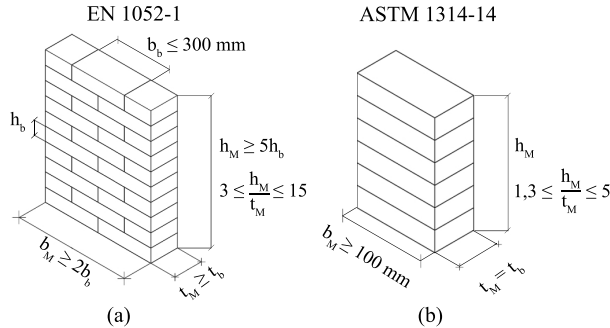 EN 1052-1
b_b ≤ 300 mm
h_b
h_M ≥ 5h_b
3 ≤ h_M/t_M ≤ 15
b_M ≥ 2b_b
t_M ≥ t_b
(a)
ASTM 1314-14
h_M
1,3 ≤ h_M/t_M ≤ 5
b_M ≥ 100 mm
t_M = t_b
(b)